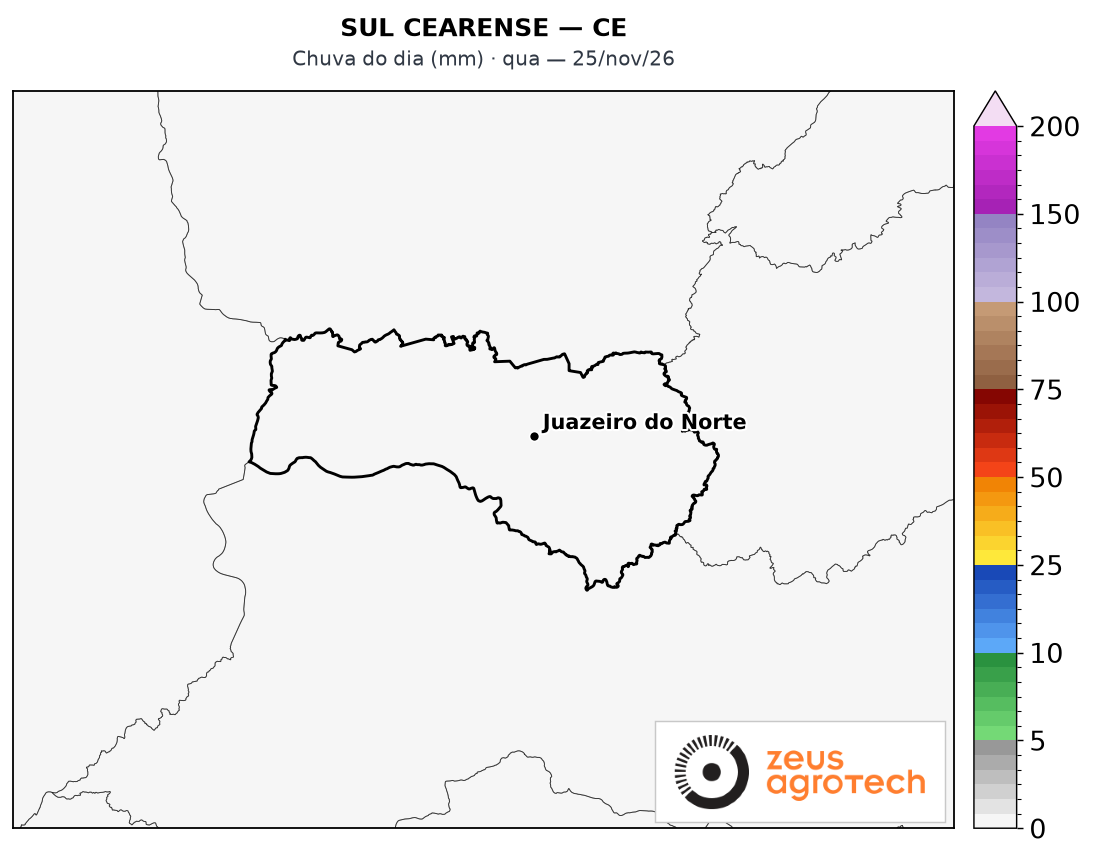 SUL CEARENSE — CE
Chuva do dia (mm) · qua — 25/nov/26
200
150
100
75
50
25
10
5
0
Juazeiro do Norte
zeus
agrotech